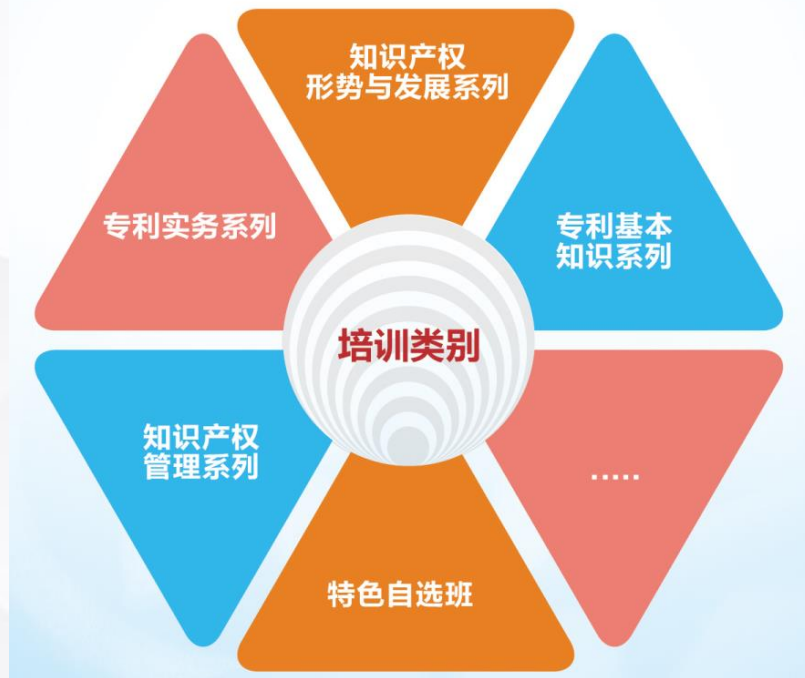 知识产权
形势与发展系列
专利实务系列
专利基本
知识系列
培训类别
知识产权
管理系列
.....
特色自选班